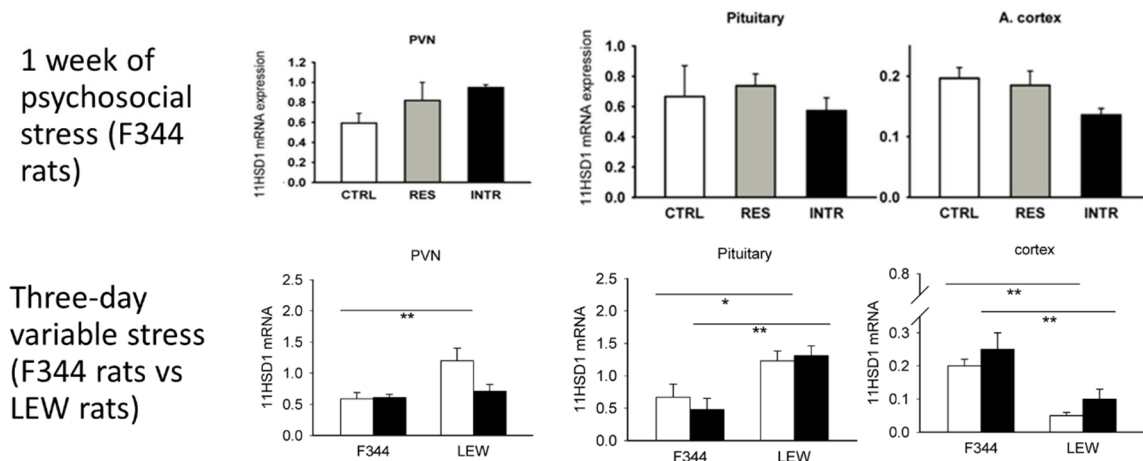 1 week of
psychosocial
stress (F344
rats)
PVN
11HSD1 mRNA expression
1.2
1.0
0.8
0.6
0.4
0.2
0.0
CTRL RES INTR
Pituitary
11HSD1 mRNA expression
1.0
0.8
0.6
0.4
0.2
0.0
CTRL RES INTR
A. cortex
0.2
0.1
0.0
CTRL RES INTR
Three-day
variable stress
(F344 rats vs
LEW rats)
PVN
11HSD1 mRNA
2.5
2.0
1.5
1.0
0.5
0.0
**
F344 LEW
Pituitary
11HSD1 mRNA
2.5
2.0
1.5
1.0
0.5
0.0
*
**
F344 LEW
cortex
11HSD1 mRNA
0.8
0.3
0.2
0.1
0.0
**
**
F344 LEW